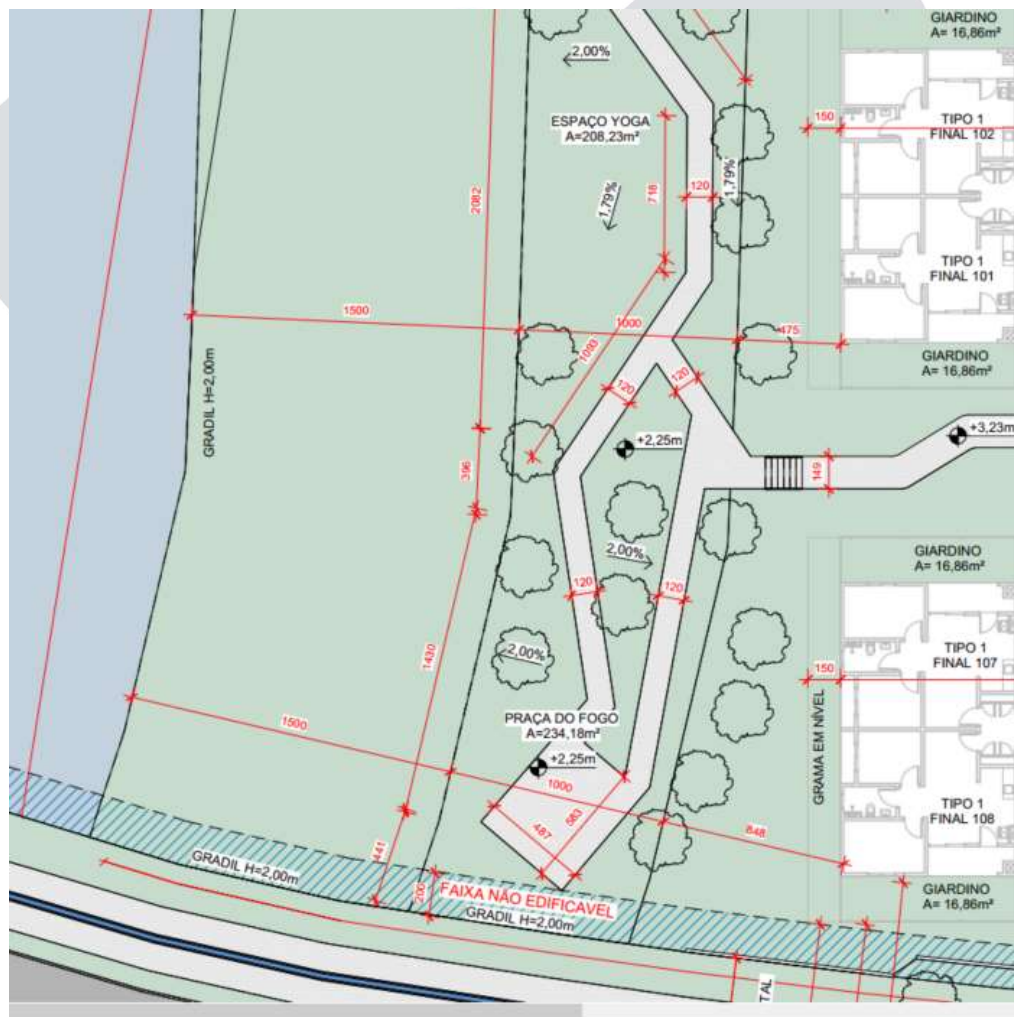 GIARDINO
A= 16,86m²
2,00%
ESPAÇO YOGA
A=208,23m²
150
TIPO 1
FINAL 102
1,79%
718
120
1,79%
2082
TIPO 1
FINAL 101
1500
1000
475
1093
GIARDINO
A= 16,86m²
GRADIL H=2,00m
120
120
+2,25m
+3,23m
396
149
2,00%
GIARDINO
A= 16,86m²
120
120
1430
2,00%
TIPO 1
FINAL 107
150
1500
PRAÇA DO FOGO
A=234,18m²
GRAMA EM NÍVEL
+2,25m
1000
583
487
848
TIPO 1
FINAL 108
441
GRADIL H=2,00m
200
FAIXA NÃO EDIFICAVEL
GRADIL H=2,00m
GIARDINO
A= 16,86m²
TAL